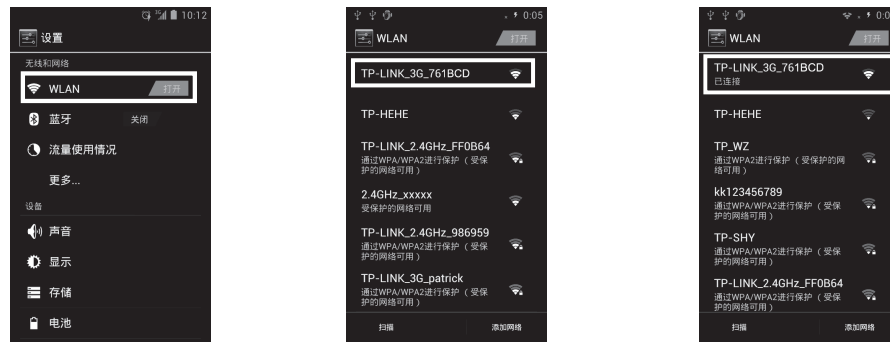 10:12
设置
无线和网络
WLAN 打开
蓝牙 关闭
流量使用情况
更多...
设备
声音
显示
存储
电池
0:05
WLAN 打开
TP-LINK_3G_761BCD
TP-HEHE
TP-LINK_2.4GHz_FF0B64
通过WPA/WPA2进行保护（受保
护的网络可用）
2.4GHz_xxxxx
受保护的网络可用
TP-LINK_2.4GHz_986959
通过WPA/WPA2进行保护（受保
护的网络可用）
TP-LINK_3G_patrick
通过WPA/WPA2进行保护（受保
护的网络可用）
扫描 添加网络
WLAN 打开
TP-LINK_3G_761BCD
已连接
TP-HEHE
TP_WZ
通过WPA/WPA2进行保护（受保护的网
络可用）
kk123456789
通过WPA/WPA2进行保护（受保
护的网络可用）
TP-SHY
通过WPA/WPA2进行保护（受保
护的网络可用）
TP-LINK_2.4GHz_FF0B64
通过WPA/WPA2进行保护（受保
护的网络可用）
扫描 添加网络